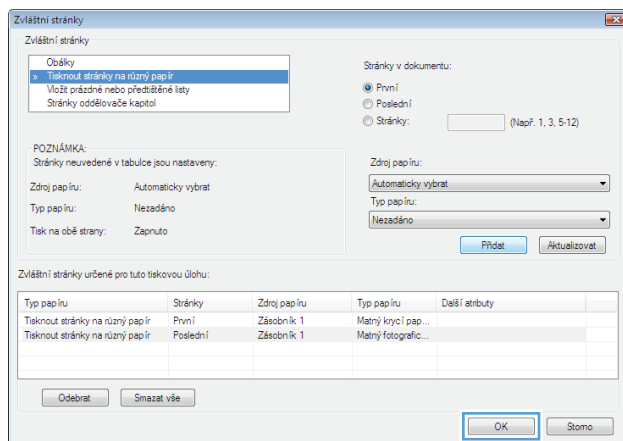 Zvláštní stránky
Zvláštní stránky
Obálky
» Tisknout stránky na různý papír
Vložit prázdné nebo předtištěné listy
Stránky oddělovače kapitol
Stránky v dokumentu:
První
Poslední
Stránky:
(Např. 1, 3, 5-12)
POZNÁMKA:
Stránky neuvedené v tabulce jsou nastaveny:
Zdroj papíru: Automaticky vybrat
Typ papíru: Nezadáno
Tisk na obě strany: Zapnuto
Zdroj papíru:
Automaticky vybrat
Typ papíru:
Nezadáno
Přidat Aktualizovat
Zvláštní stránky určené pro tuto tiskovou úlohu:
Typ papíru Stránky Zdroj papíru Typ papíru Další atributy
Tisknout stránky na různý papír První Zásobník 1 Matný krycí pap...
Tisknout stránky na různý papír Poslední Zásobník 1 Matný fotografic...
Odebrat Smazat vše
OK Storno